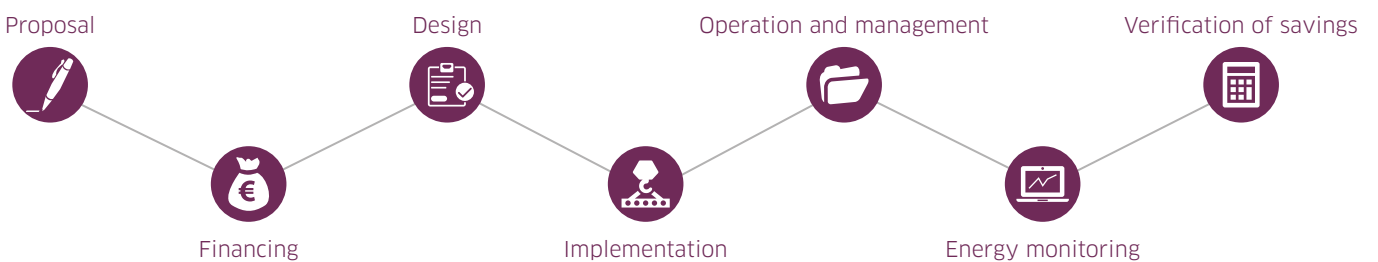 Proposal
Design
Operation and management
Verification of savings
€
Financing
Implementation
Energy monitoring